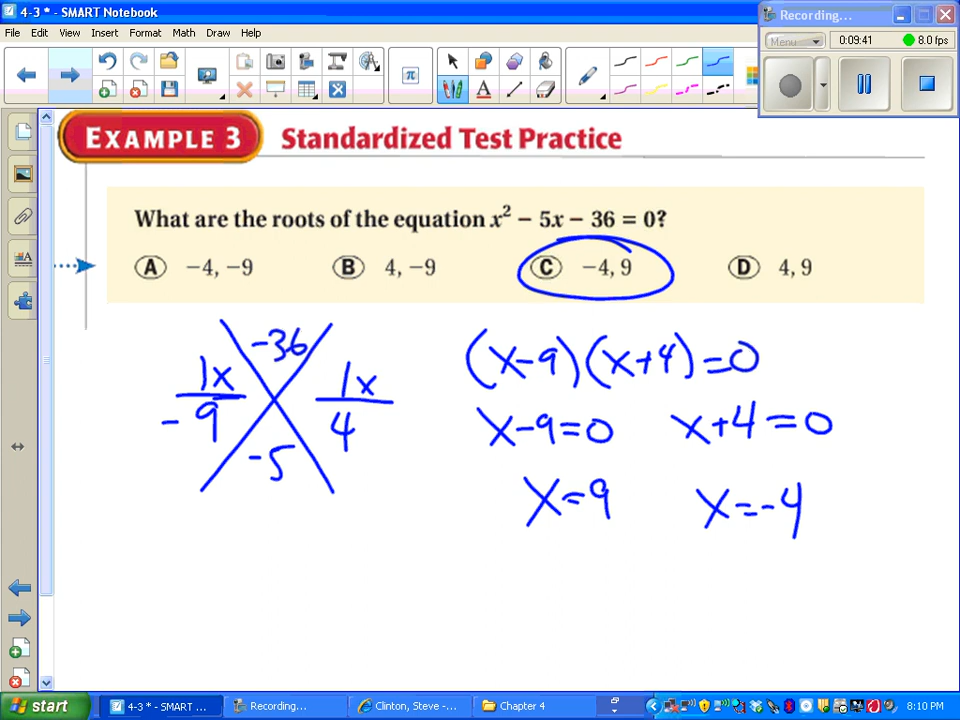 4-3 * - SMART Notebook
Recording...
File Edit View Insert Format Math Draw Help
Menu 0:09:41 8.0 fps
EXAMPLE 3 Standardized Test Practice
What are the roots of the equation x² − 5x − 36 = 0?
A −4, −9 B 4, −9 C −4, 9 D 4, 9
-36
1x 1x
-9 4
-5
(x-9)(x+4)=0
x-9=0 x+4=0
x=9 x=-4
start 4-3 * - SMART ... Recording... Clinton, Steve -... Chapter 4 8:10 PM